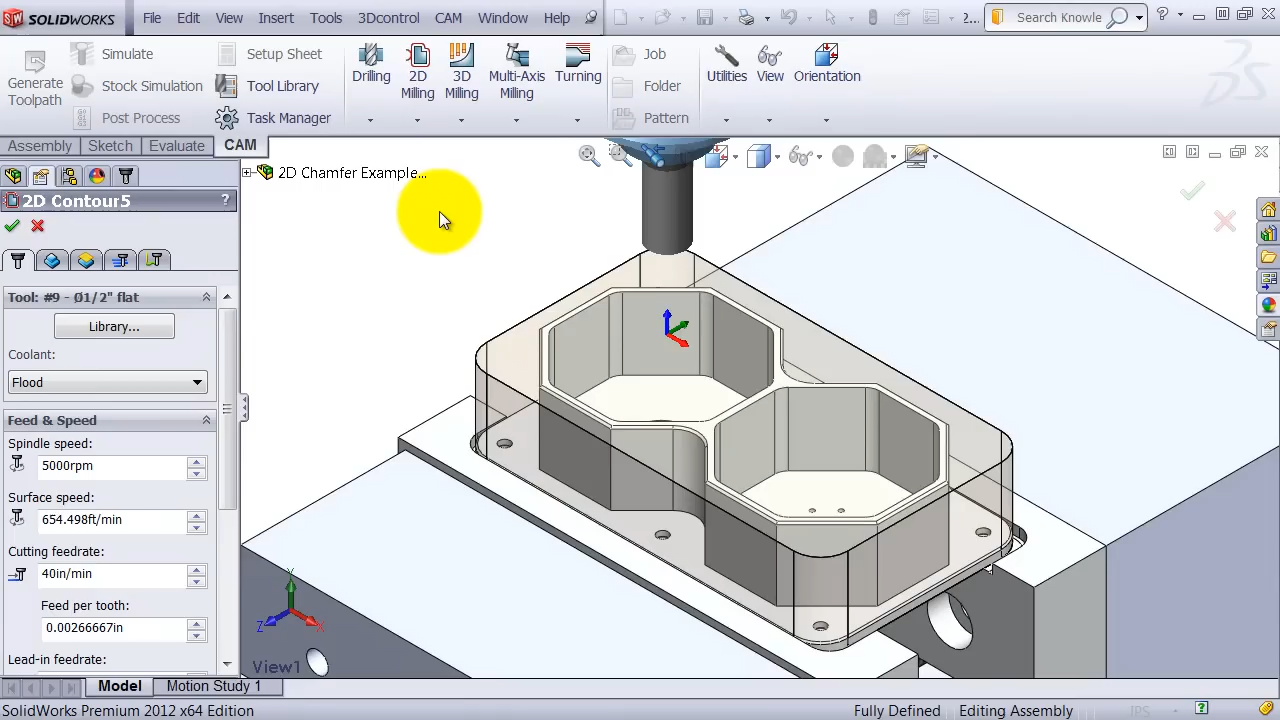 SOLIDWORKS File Edit View Insert Tools 3Dcontrol CAM Window Help 2... Search Knowle ?
Generate Toolpath
Simulate
Stock Simulation
Post Process
Setup Sheet
Tool Library
Task Manager
Drilling
2D Milling
3D Milling
Multi-Axis Milling
Turning
Job
Folder
Pattern
Utilities
View
Orientation
Assembly Sketch Evaluate CAM
2D Chamfer Example...
2D Contour5 ?
Tool: #9 - Ø1/2" flat
Library...
Coolant:
Flood
Feed & Speed
Spindle speed:
5000rpm
Surface speed:
654.498ft/min
Cutting feedrate:
40in/min
Feed per tooth:
0.00266667in
Lead-in feedrate:
Y
Z X
View1
Model Motion Study 1
SolidWorks Premium 2012 x64 Edition Fully Defined Editing Assembly IPS ?